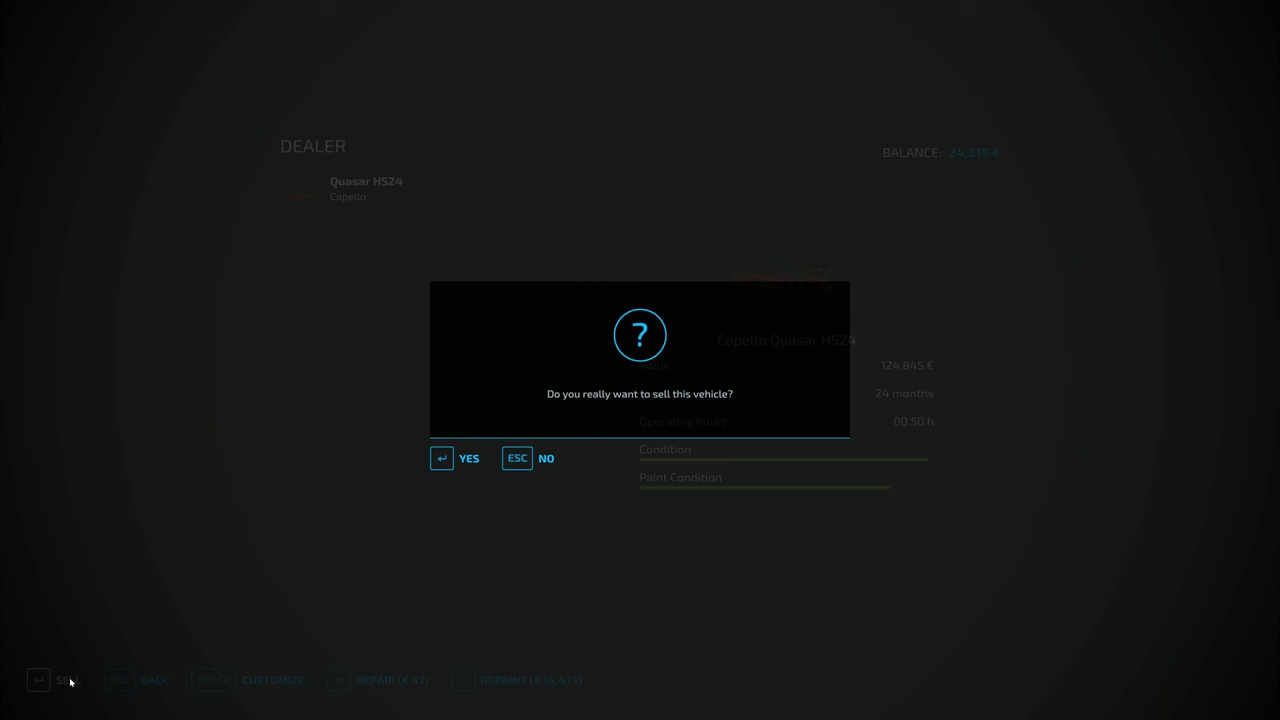 DEALER
BALANCE: 24,315 €
Quasar HS24
Capello
?
Capello Quasar HS24
Value 124,845 €
Do you really want to sell this vehicle?
24 months
Operating hours 00.50 h
Condition
YES ESC NO
Paint Condition
SELL ESC BACK SPACE CUSTOMIZE REPAIR (€ 47) REPAINT (€ 14,423)